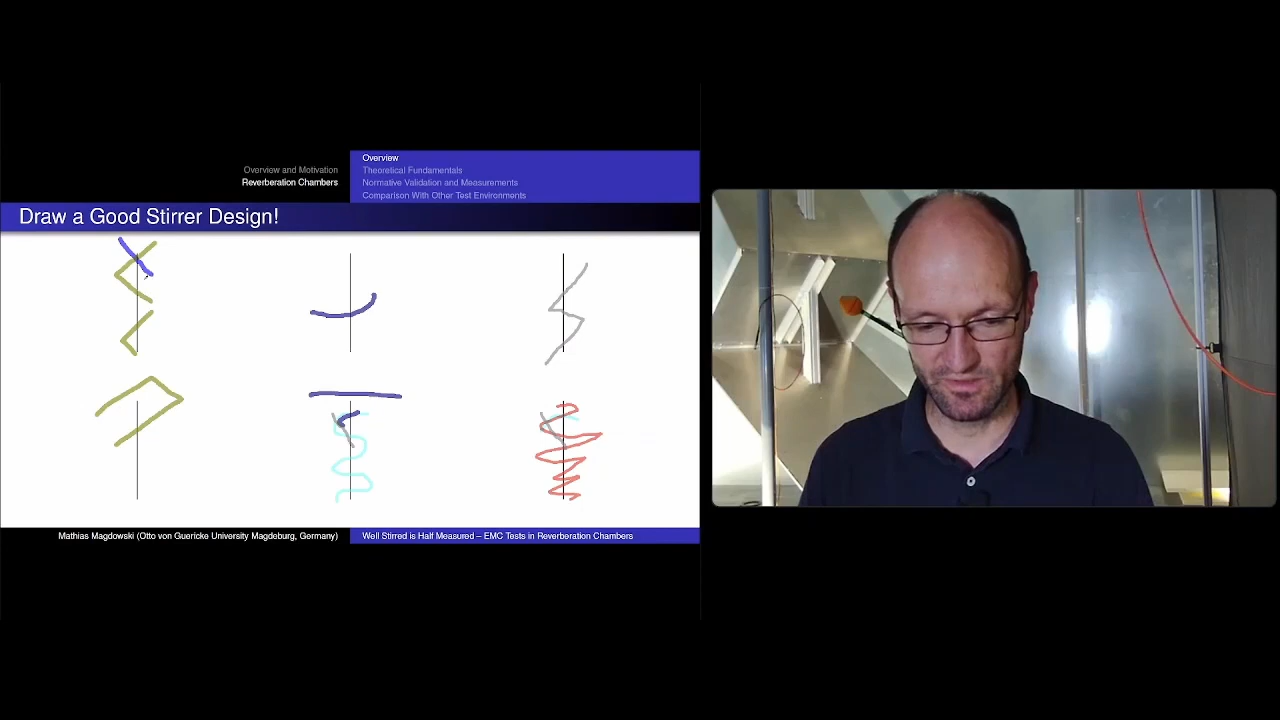 Overview and Motivation
Reverberation Chambers
Overview
Theoretical Fundamentals
Normative Validation and Measurements
Comparison With Other Test Environments
Draw a Good Stirrer Design!
Mathias Magdowski (Otto von Guericke University Magdeburg, Germany)
Well Stirred is Half Measured – EMC Tests in Reverberation Chambers